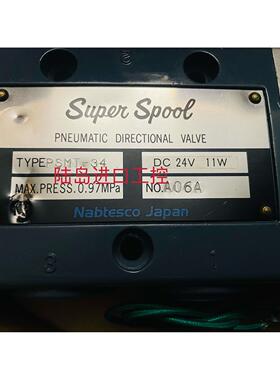 Super Spool
PNEUMATIC DIRECTIONAL VALVE
TYPE PSMT-34 DC 24V 11W
陆岛进口工控
MAX.PRESS. 0.97MPa NO. A06A
Nabtesco Japan
1